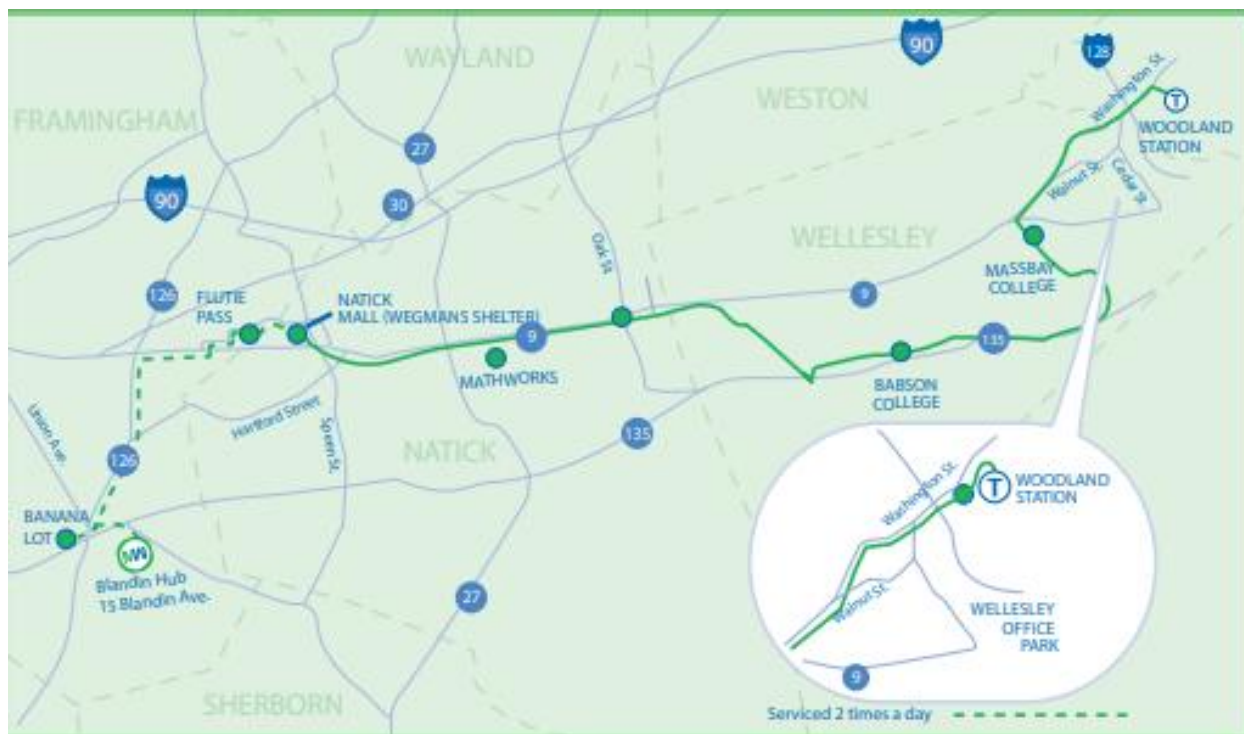 90
128
Washington St.
WAYLAND
WESTON
FRAMINGHAM
T
WOODLAND
STATION
27
90
30
Walnut St.
Cedar St.
Oak St.
WELLESLEY
MASSBAY
COLLEGE
126
FLUTIE
PASS
NATICK
MALL (WEGMANS SHELTER)
9
9
135
MATHWORKS
BABSON
COLLEGE
Hartford Street
Union Ave.
Speen St.
NATICK
135
126
BANANA
LOT
MW
Blandin Hub
15 Blandin Ave.
27
SHERBORN
Washington St.
T
WOODLAND
STATION
Walnut St.
WELLESLEY
OFFICE
PARK
9
Serviced 2 times a day